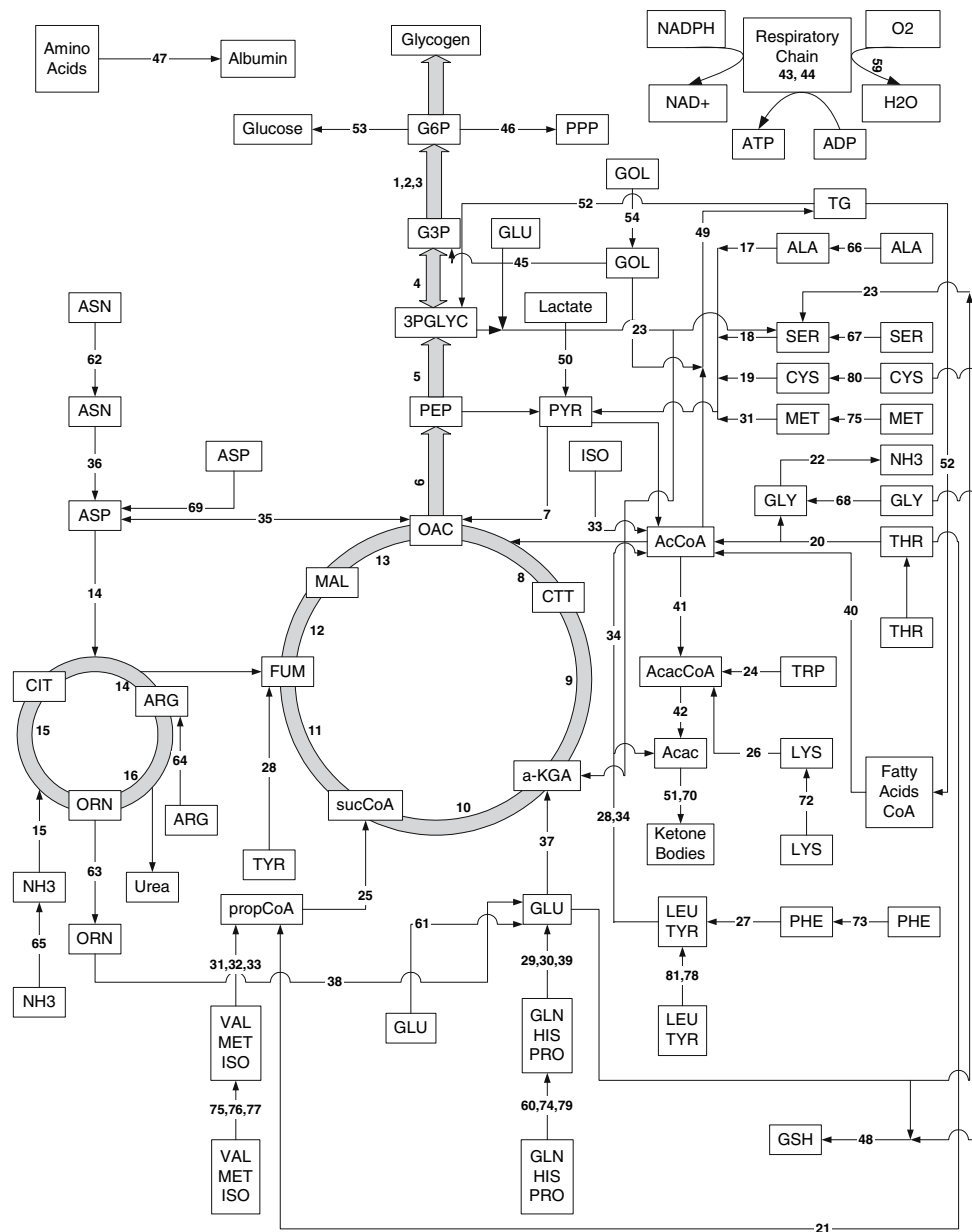 Glycogen
NADPH
Respiratory
Chain
43, 44
O2
Amino
Acids
47
Albumin
59
NAD+
H2O
Glucose
53
G6P
46
PPP
ATP
ADP
1,2,3
GOL
52
TG
54
49
G3P
GLU
17
ALA
66
ALA
45
GOL
4
ASN
Lactate
23
3PGLYC
23
18
SER
67
SER
62
50
5
19
CYS
80
CYS
ASN
PEP
PYR
31
MET
75
MET
36
ASP
ISO
22
NH3
52
6
GLY
68
GLY
69
ASP
35
7
33
OAC
AcCoA
20
THR
13
8
MAL
CTT
14
41
40
34
12
THR
CIT
14
FUM
AcacCoA
24
TRP
ARG
9
15
42
11
28
64
Acac
26
LYS
16
a-KGA
ORN
sucCoA
10
51,70
72
Fatty
Acids
CoA
28,34
15
ARG
37
Ketone
Bodies
63
TYR
LYS
NH3
Urea
25
propCoA
GLU
LEU
TYR
27
PHE
73
PHE
61
65
ORN
31,32,33
29,30,39
81,78
38
NH3
VAL
MET
ISO
GLU
GLN
HIS
PRO
LEU
TYR
75,76,77
60,74,79
GSH
48
VAL
MET
ISO
GLN
HIS
PRO
21